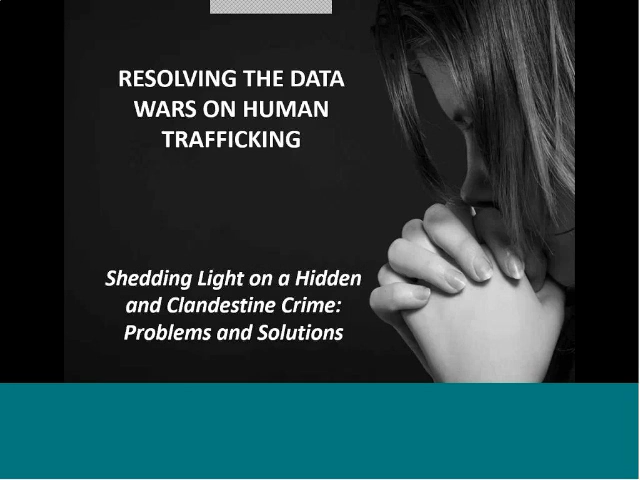 RESOLVING THE DATA
WARS ON HUMAN
TRAFFICKING
Shedding Light on a Hidden
and Clandestine Crime:
Problems and Solutions